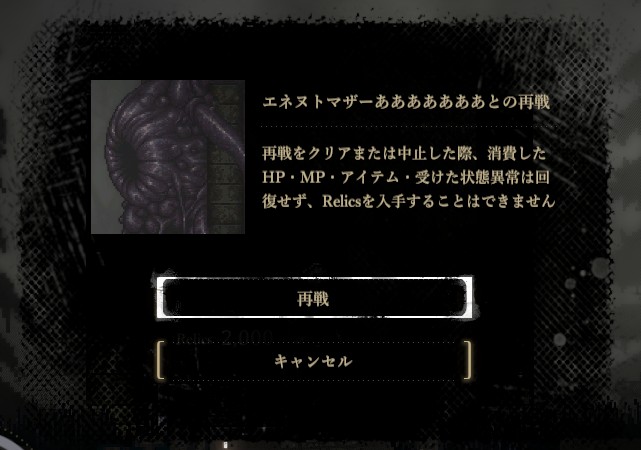 エネヌトマザーあああああああとの再戦
再戦をクリアまたは中止した際、消費した
HP・MP・アイテム・受けた状態異常は回
復せず、Relicsを入手することはできません
再戦
キャンセル